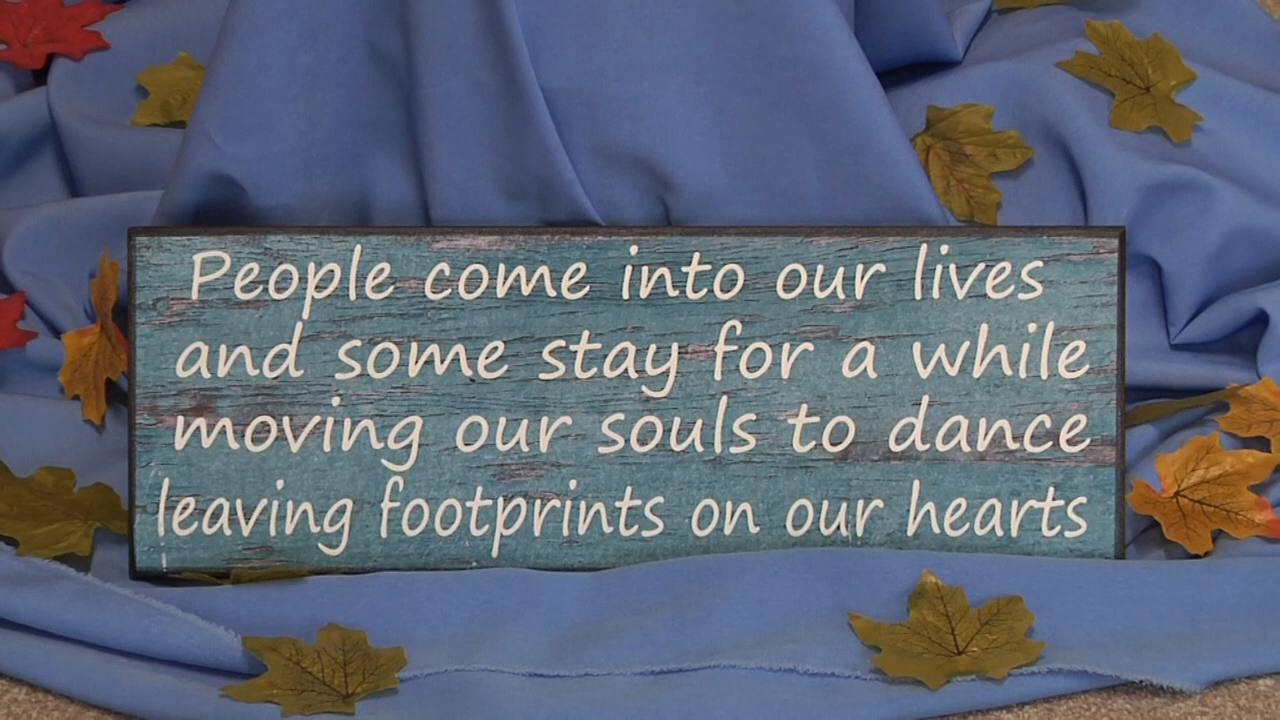 People come into our lives
and some stay for a while
moving our souls to dance
leaving footprints on our hearts